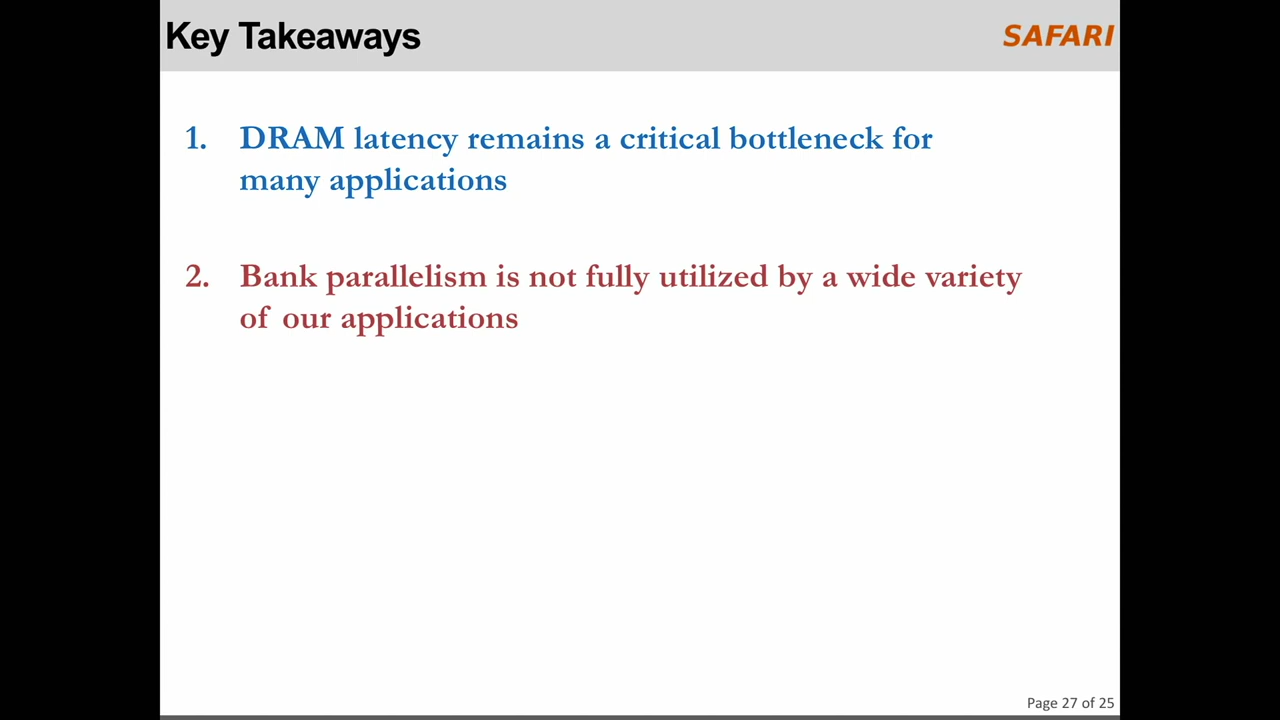 Key Takeaways
SAFARI
1. DRAM latency remains a critical bottleneck for
many applications
2. Bank parallelism is not fully utilized by a wide variety
of our applications
Page 27 of 25